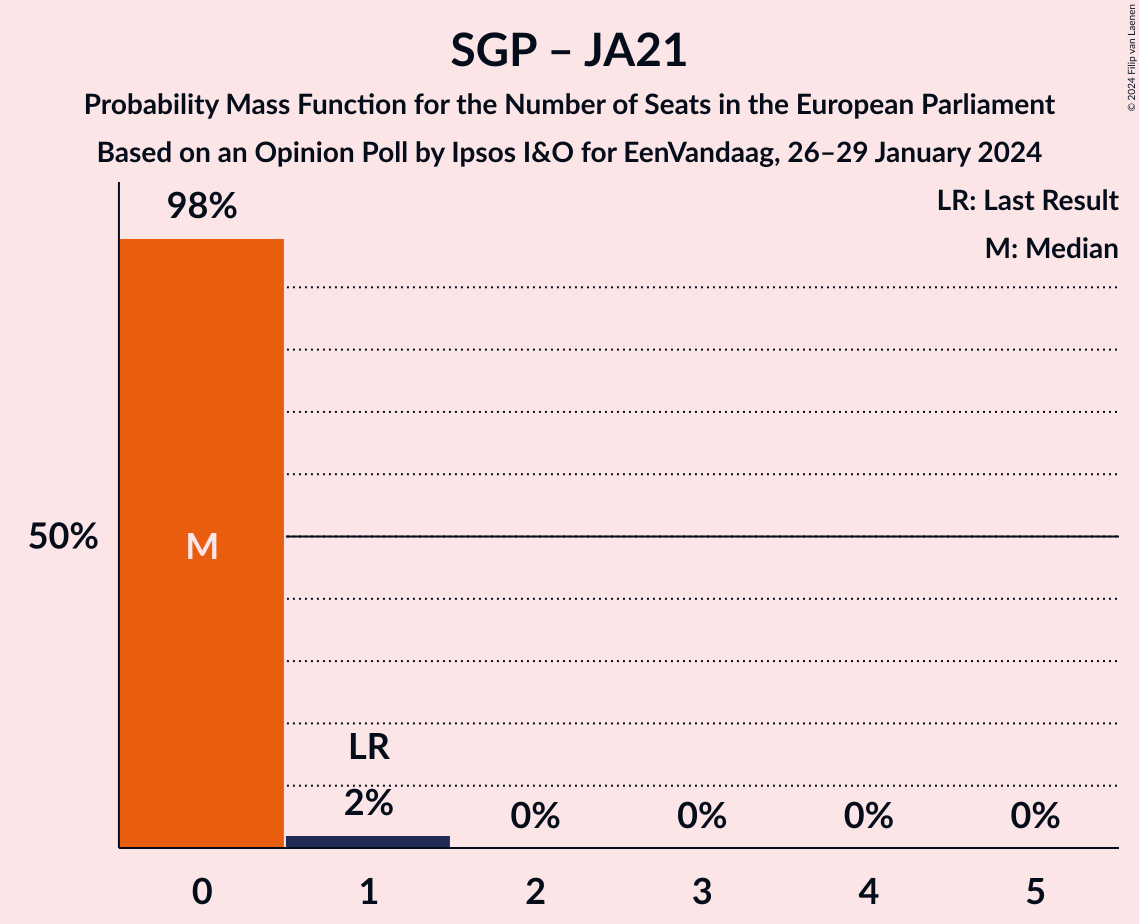 SGP – JA21
Probability Mass Function for the Number of Seats in the European Parliament
Based on an Opinion Poll by Ipsos I&O for EenVandaag, 26–29 January 2024
© 2024 Filip van Laenen
LR: Last Result
M: Median
98%
50%
M
LR
2%
0%
0%
0%
0%
0
1
2
3
4
5